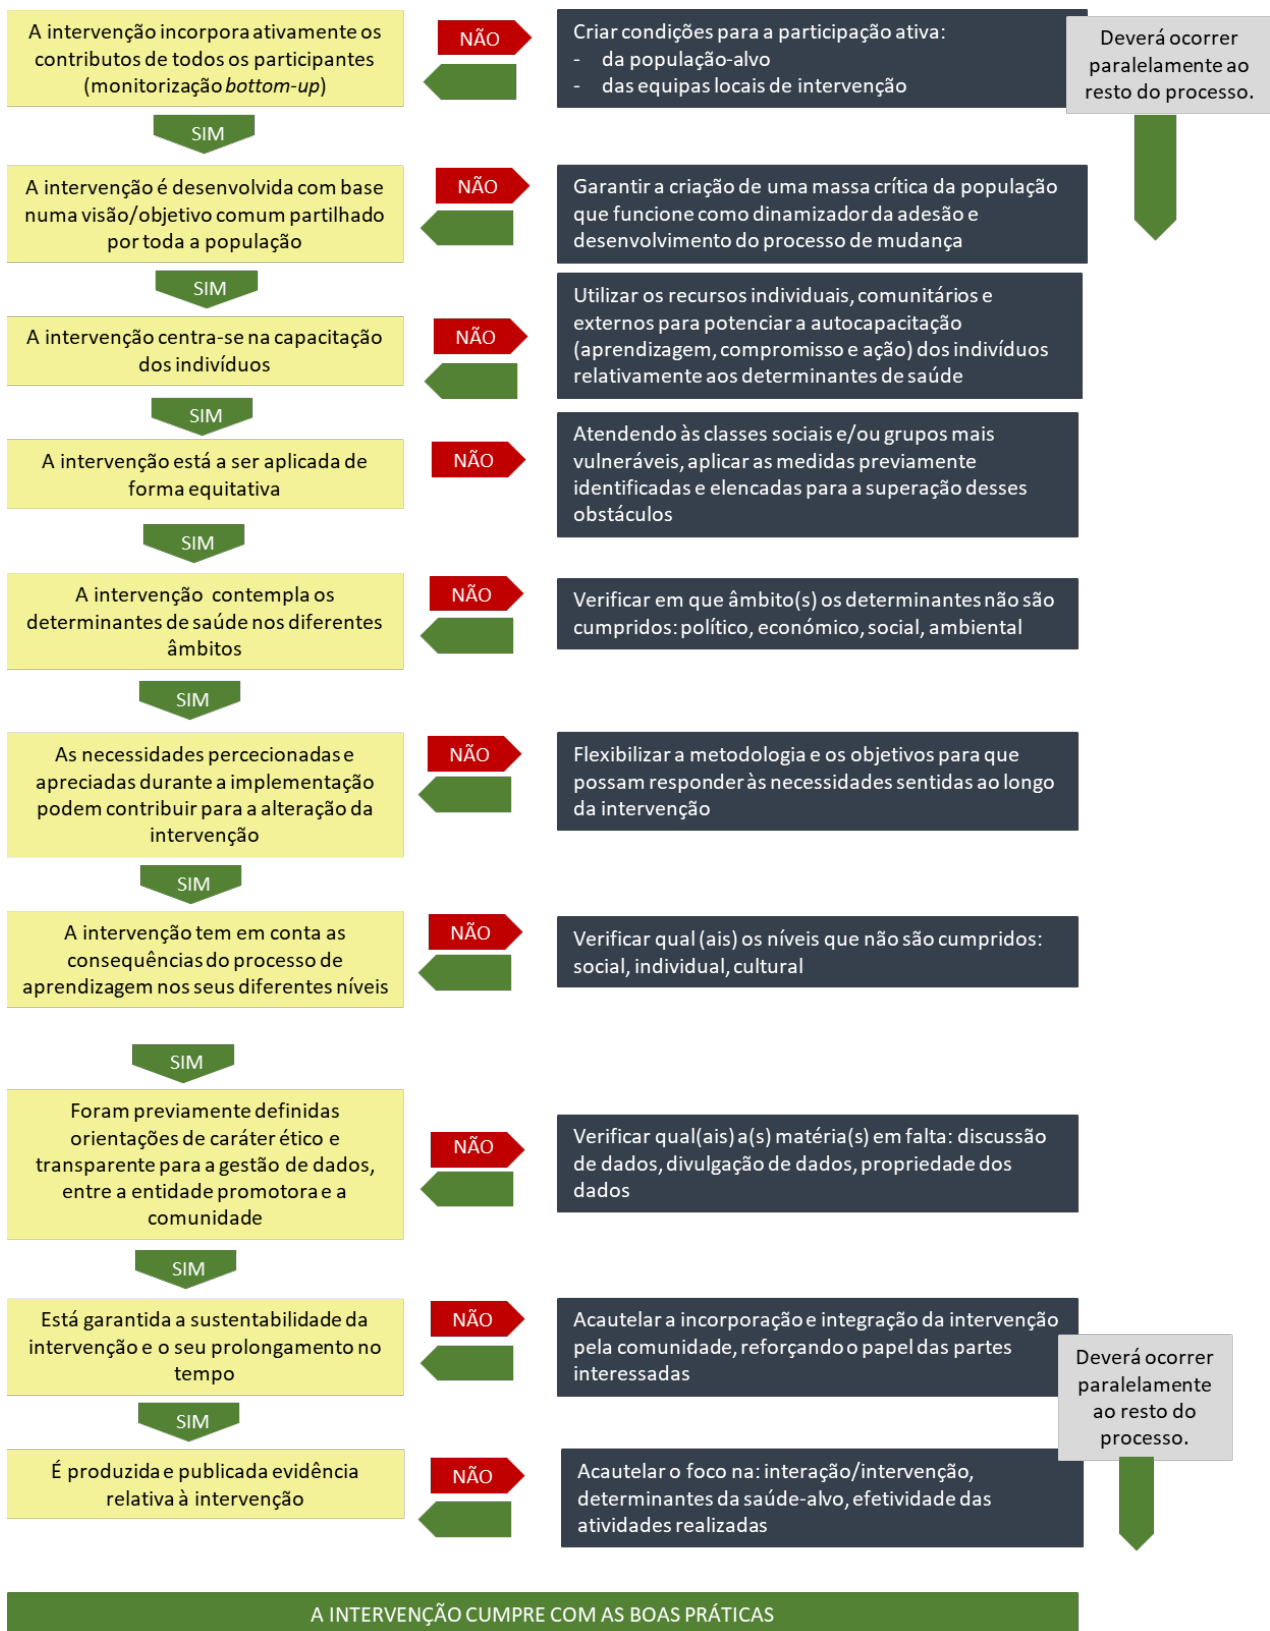 A intervenção incorpora ativamente os
contributos de todos os participantes
(monitorização bottom-up)
NÃO
Criar condições para a participação ativa:
- da população-alvo
- das equipas locais de intervenção
Deverá ocorrer
paralelamente ao
resto do processo.
SIM
A intervenção é desenvolvida com base
numa visão/objetivo comum partilhado
por toda a população
NÃO
Garantir a criação de uma massa crítica da população
que funcione como dinamizador da adesão e
desenvolvimento do processo de mudança
SIM
A intervenção centra-se na capacitação
dos indivíduos
NÃO
Utilizar os recursos individuais, comunitários e
externos para potenciar a autocapacitação
(aprendizagem, compromisso e ação) dos indivíduos
relativamente aos determinantes de saúde
SIM
A intervenção está a ser aplicada de
forma equitativa
NÃO
Atendendo às classes sociais e/ou grupos mais
vulneráveis, aplicar as medidas previamente
identificadas e elencadas para a superação desses
obstáculos
SIM
A intervenção contempla os
determinantes de saúde nos diferentes
âmbitos
NÃO
Verificar em que âmbito(s) os determinantes não são
cumpridos: político, económico, social, ambiental
SIM
As necessidades percecionadas e
apreciadas durante a implementação
podem contribuir para a alteração da
intervenção
NÃO
Flexibilizar a metodologia e os objetivos para que
possam responder às necessidades sentidas ao longo
da intervenção
SIM
A intervenção tem em conta as
consequências do processo de
aprendizagem nos seus diferentes níveis
NÃO
Verificar qual (ais) os níveis que não são cumpridos:
social, individual, cultural
SIM
Foram previamente definidas
orientações de caráter ético e
transparente para a gestão de dados,
entre a entidade promotora e a
comunidade
NÃO
Verificar qual(ais) a(s) matéria(s) em falta: discussão
de dados, divulgação de dados, propriedade dos
dados
SIM
Está garantida a sustentabilidade da
intervenção e o seu prolongamento no
tempo
NÃO
Acautelar a incorporação e integração da intervenção
pela comunidade, reforçando o papel das partes
interessadas
Deverá ocorrer
paralelamente
ao resto do
processo.
SIM
É produzida e publicada evidência
relativa à intervenção
NÃO
Acautelar o foco na: interação/intervenção,
determinantes da saúde-alvo, efetividade das
atividades realizadas
A INTERVENÇÃO CUMPRE COM AS BOAS PRÁTICAS